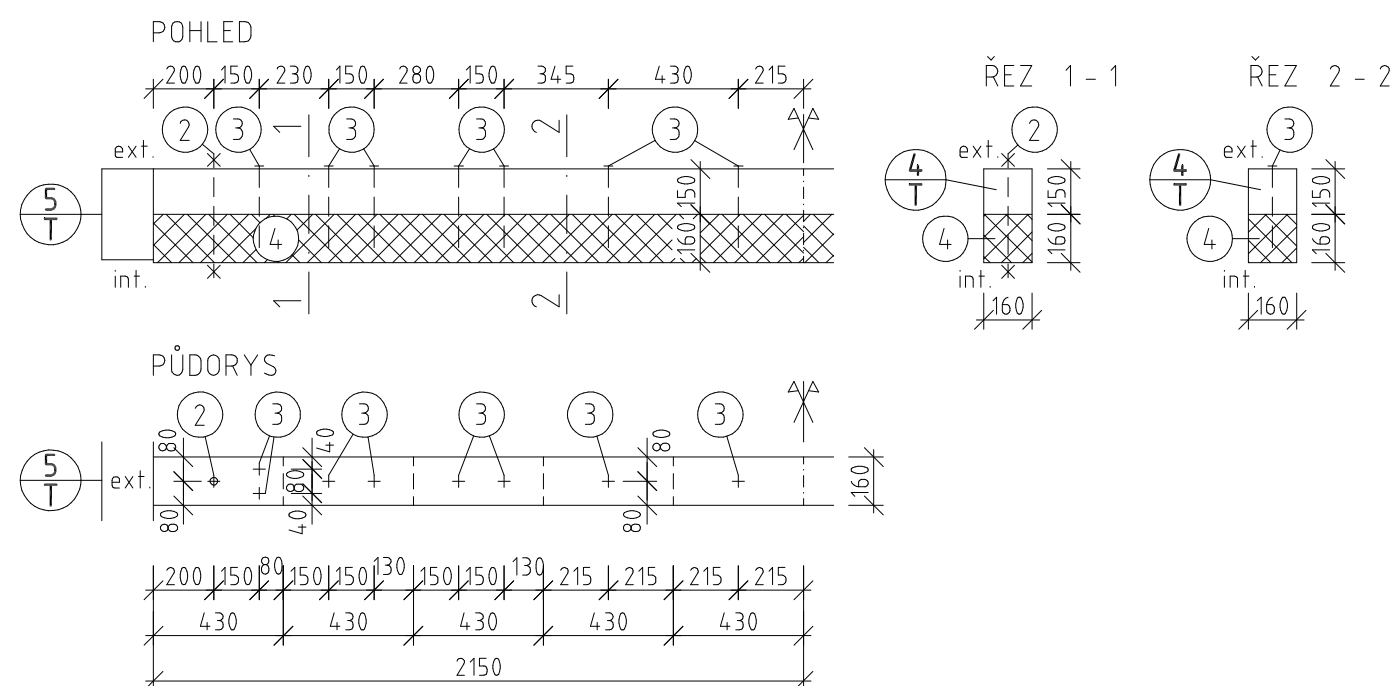 POHLED
200 150 230 150 280 150 345 430 215
ŘEZ 1 - 1
ŘEZ 2 - 2
2 3 1 3 3 2 3
2
3
ext.
ext.
ext.
5
T
4
T
4
T
150
160
150
160
150
160
4
4
4
int.
int.
int.
1
2
160
160
PŮDORYS
2 3 3 3 3 3
80
40
80
5
T
ext.
80
160
80
40
80
80 130 130
200 150 150 150 150 150 215 215 215 215
430 430 430 430 430
2150